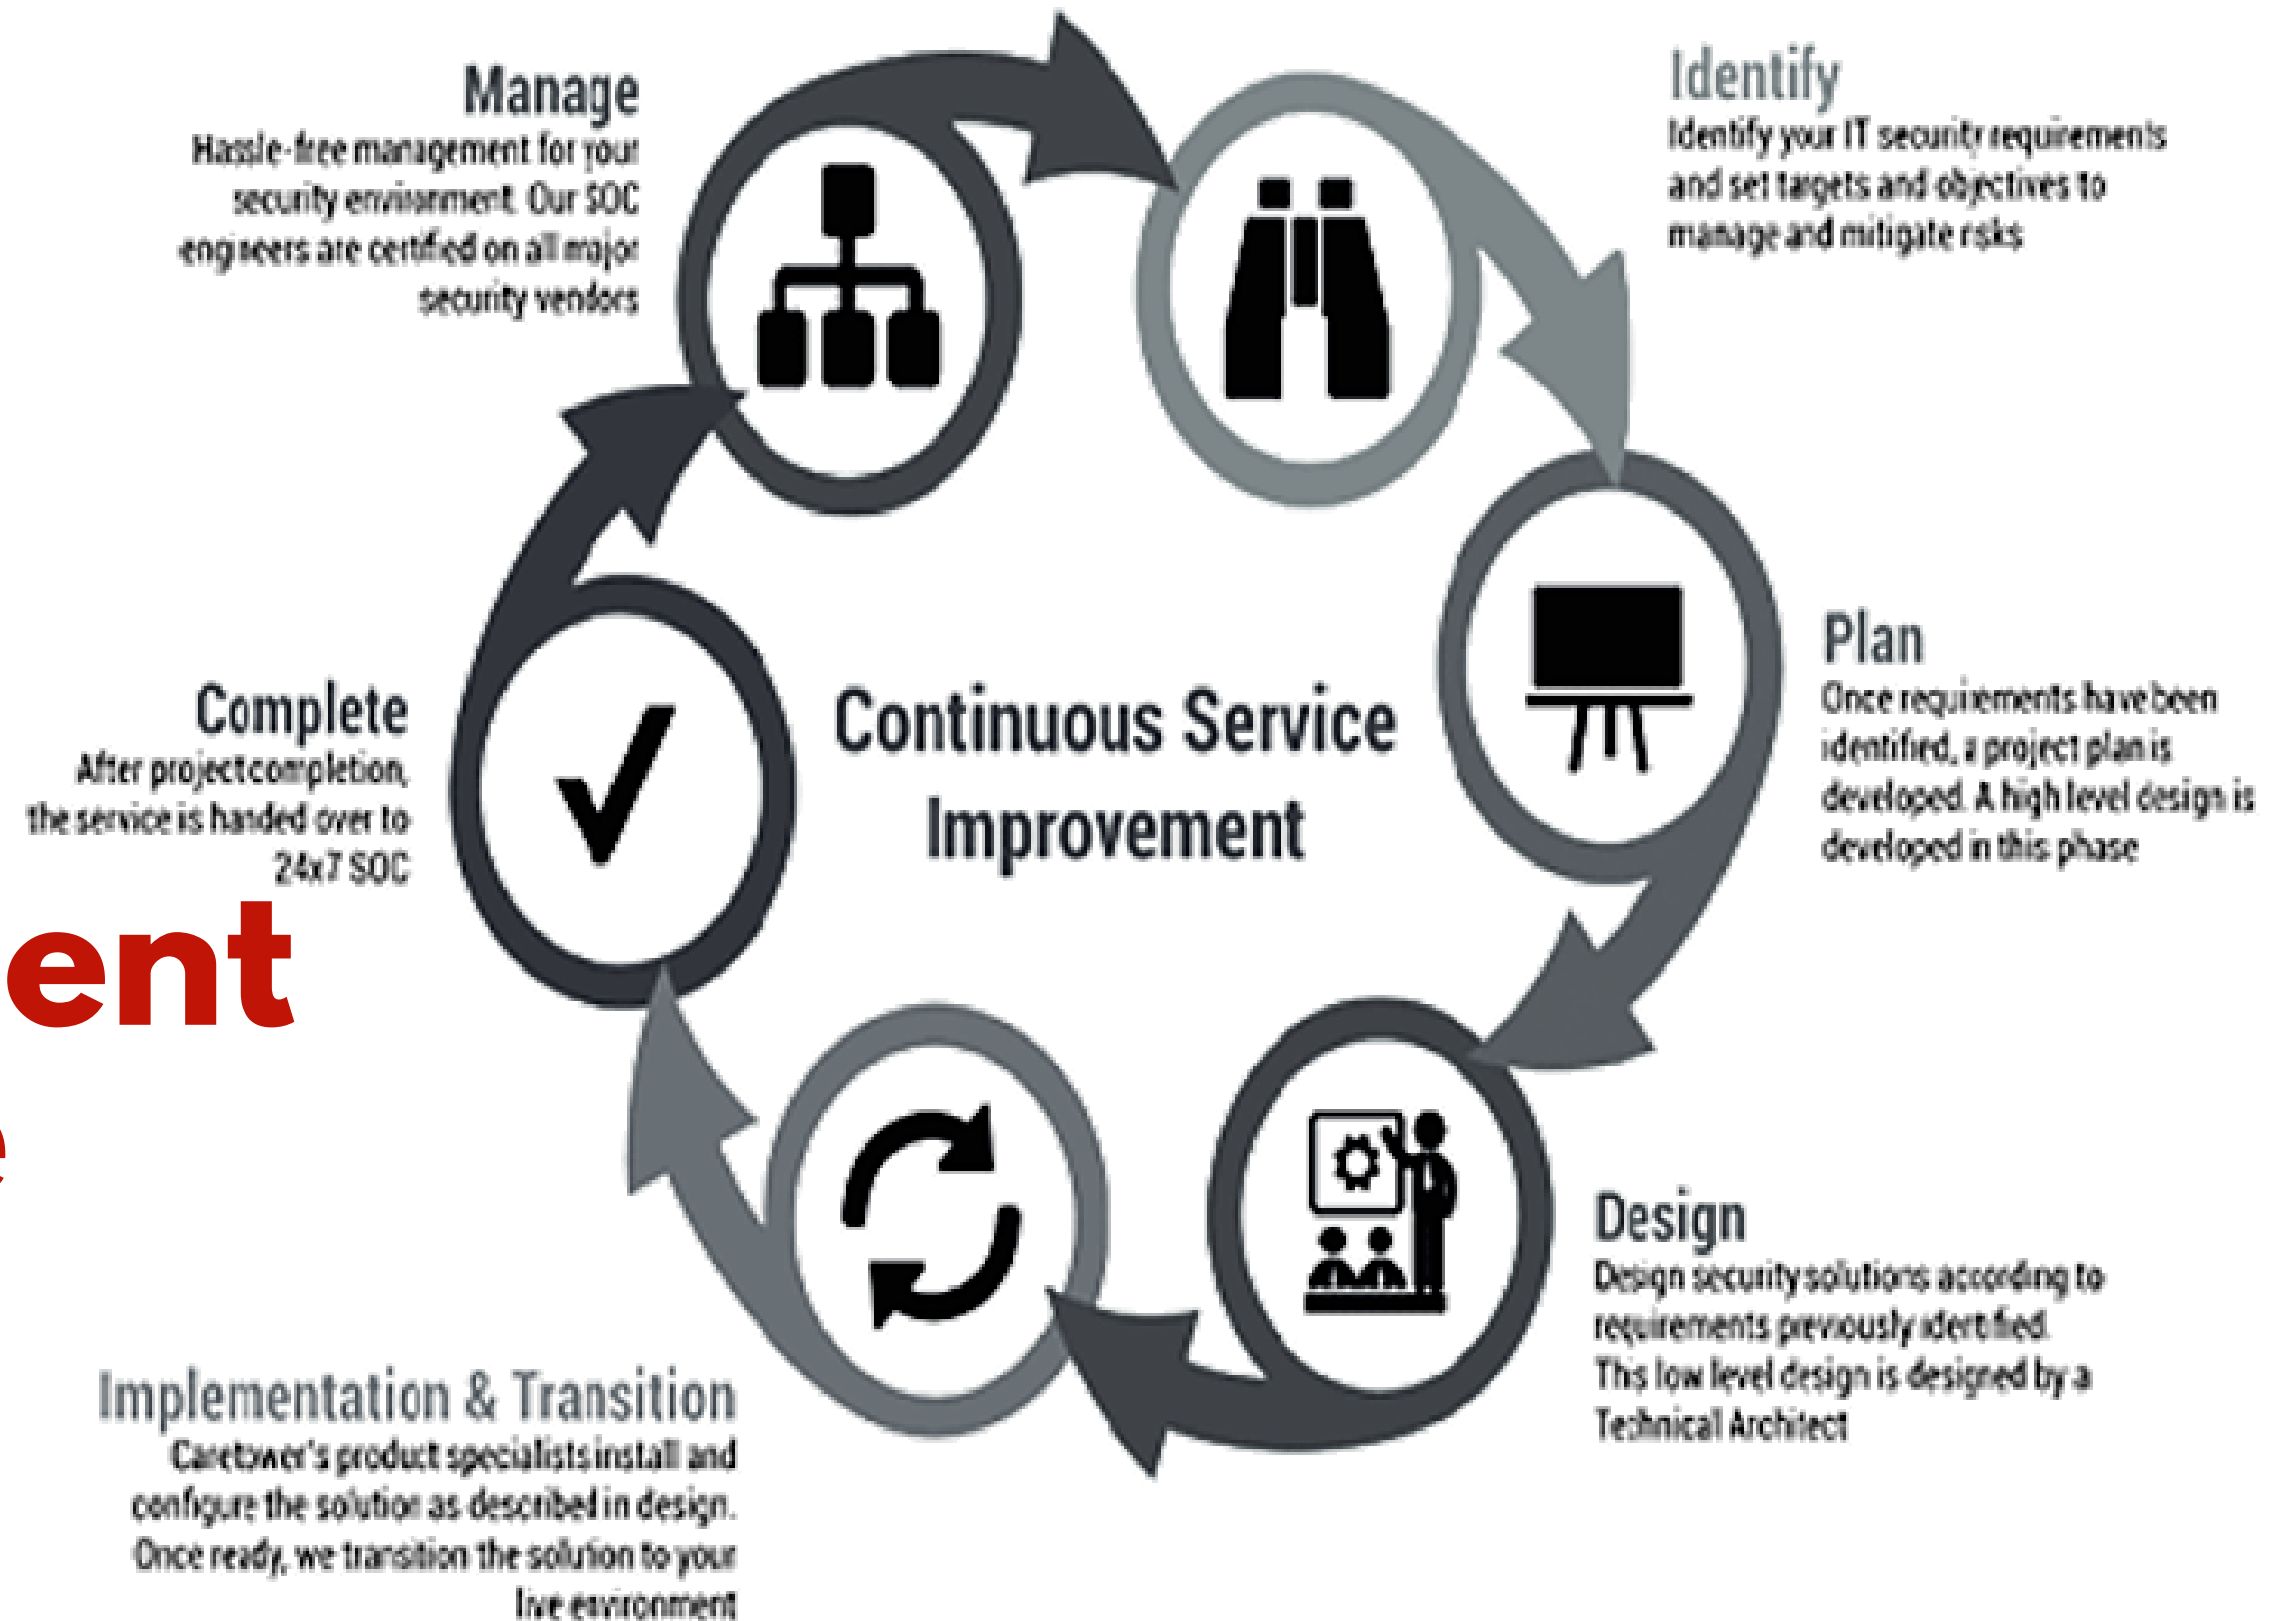 Manage
Hassle-free management for your
security environment. Our SOC
engineers are certified on all major
security vendors
Identify
Identify your IT security requirements
and set targets and objectives to
manage and mitigate risks
Plan
Once requirements have been
identified, a project plan is
developed. A high level design is
developed in this phase
Design
Design security solutions according to
requirements previously identified.
This low level design is designed by a
Technical Architect
Implementation & Transition
Caretower's product specialists install and
configure the solution as described in design.
Once ready, we transition the solution to your
live environment
Complete
After project completion,
the service is handed over to
24x7 SOC
Continuous Service
Improvement
ent
e